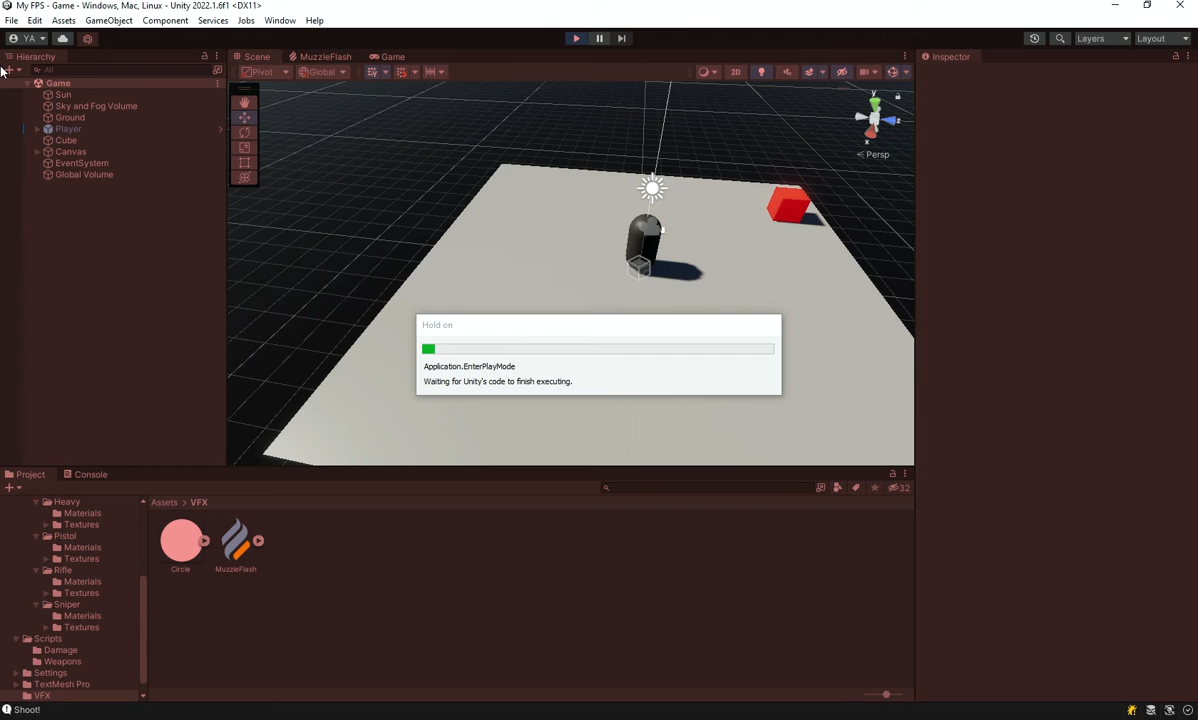 My FPS - Game - Windows, Mac, Linux - Unity 2022.1.6f1 <DX11>
File Edit Assets GameObject Component Services Jobs Window Help
YA Layers Layout
Hierarchy Scene MuzzleFlash Game Inspector
All Pivot Global 2D
Game
Sun
Sky and Fog Volume
Ground
Player
Cube
Canvas
EventSystem
Global Volume
y
z
x
Persp
Hold on
Application.EnterPlayMode
Waiting for Unity's code to finish executing.
Project Console
32
Heavy
Materials
Textures
Pistol
Materials
Textures
Rifle
Materials
Textures
Sniper
Materials
Textures
Scripts
Damage
Weapons
Settings
TextMesh Pro
VFX
Assets > VFX
Circle MuzzleFlash
Shoot!